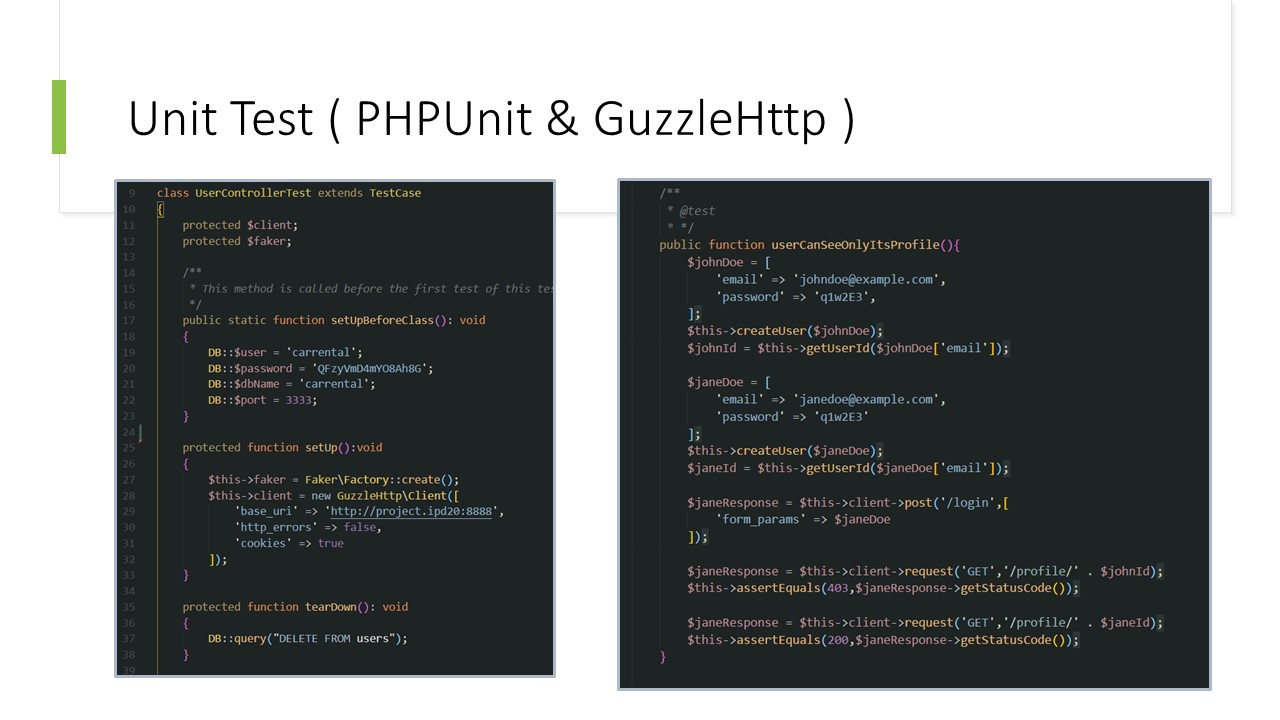 Unit Test ( PHPUnit & GuzzleHttp )
9 class UserControllerTest extends TestCase
10 {
11 protected $client;
12 protected $faker;
13
14 /**
15 * This method is called before the first test of this tes
16 */
17 public static function setUpBeforeClass(): void
18 {
19 DB::$user = 'carrental';
20 DB::$password = 'QFzyVmD4mYO8Ah8G';
21 DB::$dbName = 'carrental';
22 DB::$port = 3333;
23 }
24
25 protected function setUp():void
26 {
27 $this->faker = Faker\Factory::create();
28 $this->client = new GuzzleHttp\Client([
29 'base_uri' => 'http://project.ipd20:8888',
30 'http_errors' => false,
31 'cookies' => true
32 ]);
33 }
34
35 protected function tearDown(): void
36 {
37 DB::query("DELETE FROM users");
38 }
39
/**
* @test
* */
public function userCanSeeOnlyItsProfile(){
$johnDoe = [
'email' => 'johndoe@example.com',
'password' => 'q1w2E3',
];
$this->createUser($johnDoe);
$johnId = $this->getUserId($johnDoe['email']);
$janeDoe = [
'email' => 'janedoe@example.com',
'password' => 'q1w2E3'
];
$this->createUser($janeDoe);
$janeId = $this->getUserId($janeDoe['email']);
$janeResponse = $this->client->post('/login',[
'form_params' => $janeDoe
]);
$janeResponse = $this->client->request('GET','/profile/' . $johnId);
$this->assertEquals(403,$janeResponse->getStatusCode());
$janeResponse = $this->client->request('GET','/profile/' . $janeId);
$this->assertEquals(200,$janeResponse->getStatusCode());
}